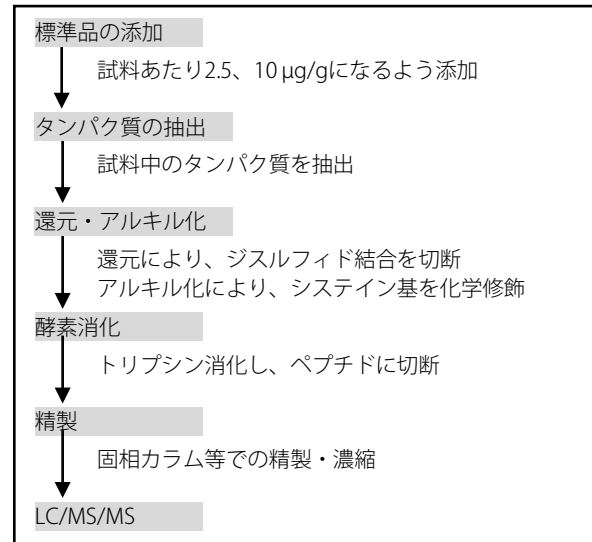 標準品の添加
試料あたり2.5、10 μg/gになるよう添加
タンパク質の抽出
試料中のタンパク質を抽出
還元・アルキル化
還元により、ジスルフィド結合を切断
アルキル化により、システイン基を化学修飾
酵素消化
トリプシン消化し、ペプチドに切断
精製
固相カラム等での精製・濃縮
LC/MS/MS